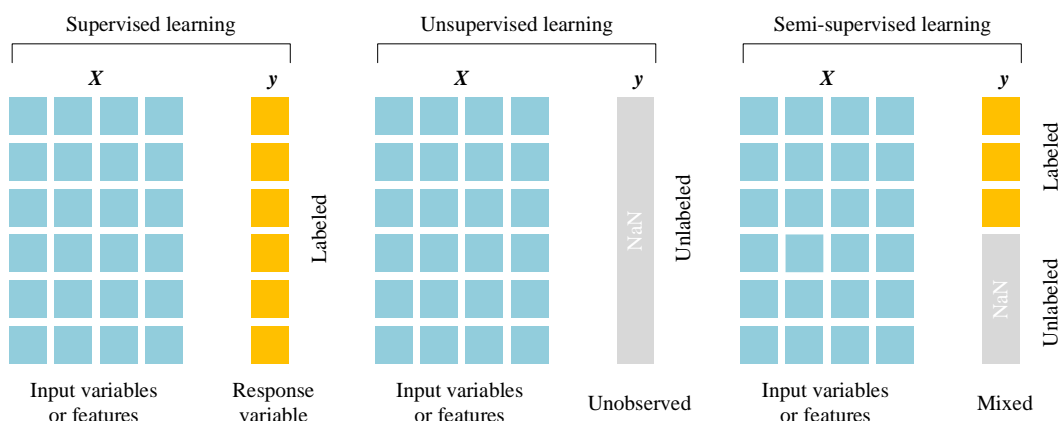 Supervised learning
Unsupervised learning
Semi-supervised learning
X
y
X
y
X
y
Labeled
NaN
Unlabeled
Labeled
NaN
Unlabeled
Input variables
or features
Response
variable
Input variables
or features
Unobserved
Input variables
or features
Mixed